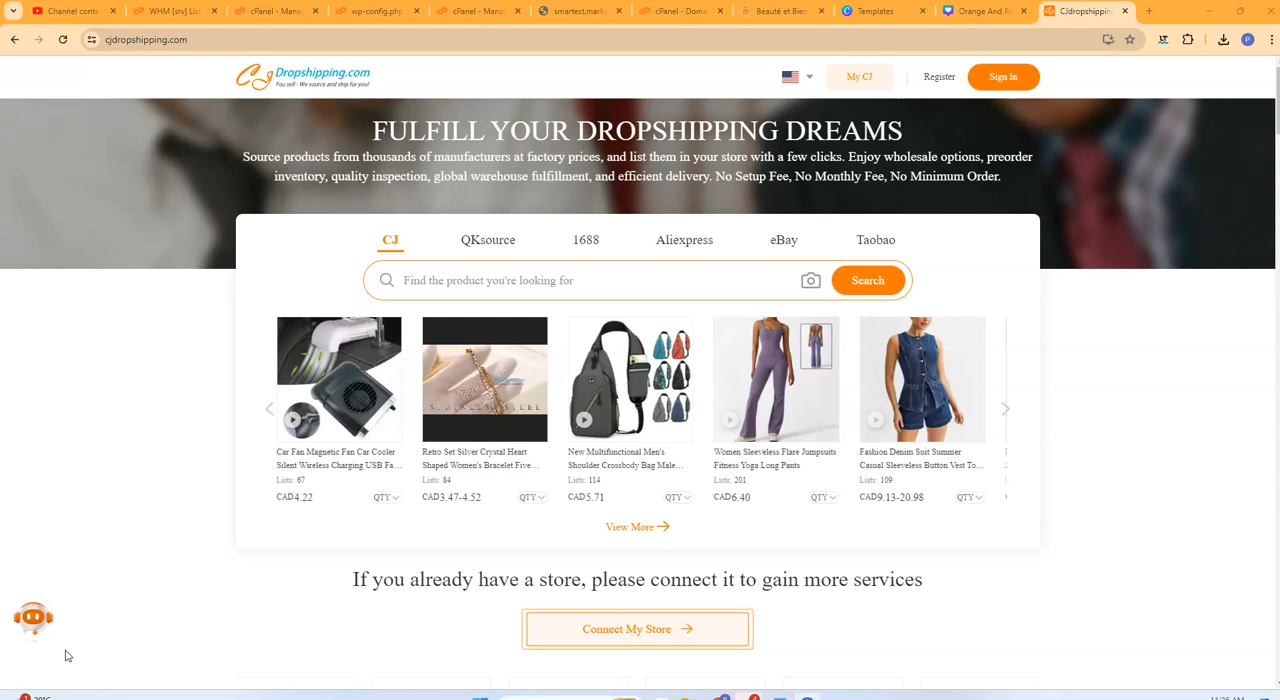 Channel conte
WHM [srv] List
cPanel - Mana
wp-config.php
cPanel - Mana
smartest.mark
cPanel - Dom
Beauté et Bie
Templates
Orange And
CJdropshippin
cjdropshipping.com
CJ Dropshipping.com
You sell - We source and ship for you!
My CJ
Register
Sign In
FULFILL YOUR DROPSHIPPING DREAMS
Source products from thousands of manufacturers at factory prices, and list them in your store with a few clicks. Enjoy wholesale options, preorder
inventory, quality inspection, global warehouse fulfillment, and efficient delivery. No Setup Fee, No Monthly Fee, No Minimum Order.
CJ
QKsource
1688
Aliexpress
eBay
Taobao
Find the product you're looking for
Search
STAINLESS STEEL
Car Fan Magnetic Fan Car Cooler
Silent Wireless Charging USB Fa...
Lists: 67
CAD4.22
QTY
Retro Set Silver Crystal Heart
Shaped Women's Bracelet Five...
Lists: 84
CAD3.47-4.52
QTY
New Multifunctional Men's
Shoulder Crossbody Bag Male...
Lists: 114
CAD5.71
QTY
Women Sleeveless Flare Jumpsuits
Fitness Yoga Long Pants
Lists: 201
CAD6.40
QTY
Fashion Denim Suit Summer
Casual Sleeveless Button Vest To...
Lists: 109
CAD9.13-20.98
QTY
View More
If you already have a store, please connect it to gain more services
Connect My Store